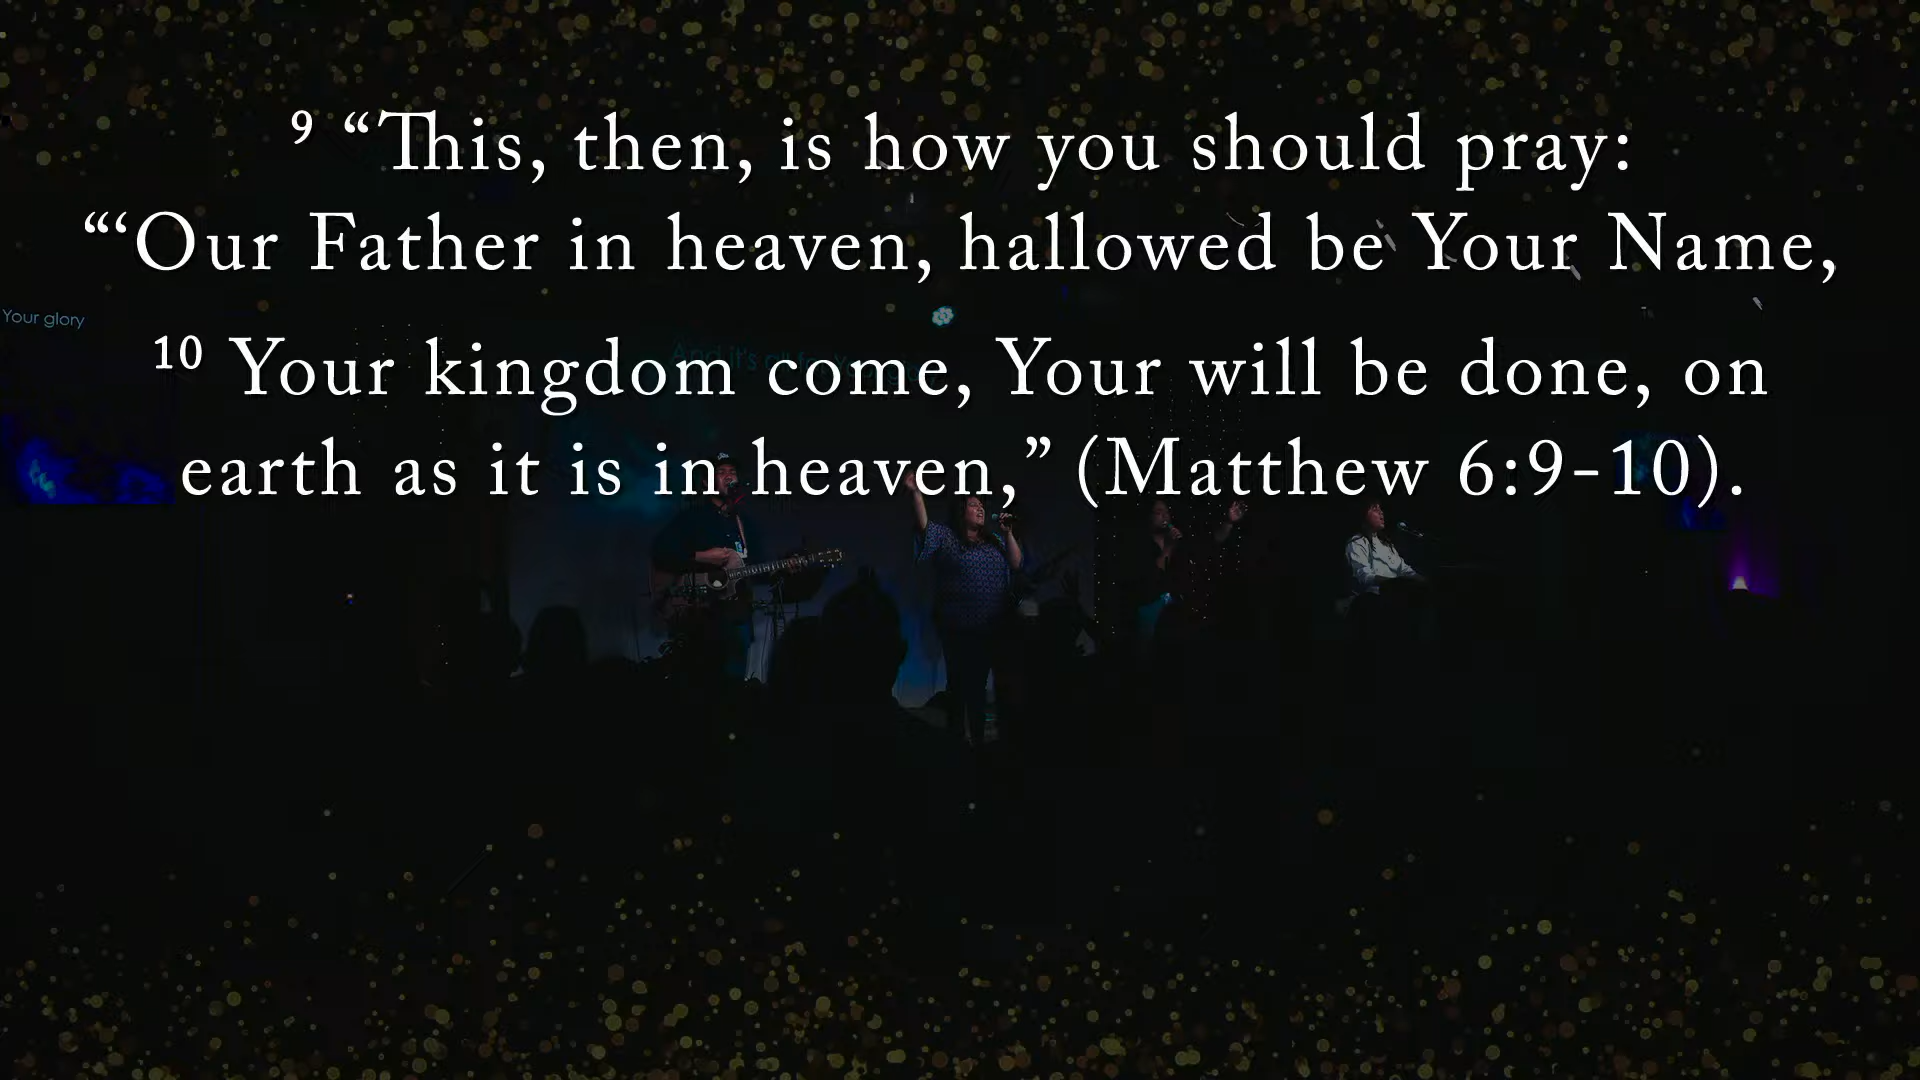 ⁹ “This, then, is how you should pray:
“‘Our Father in heaven, hallowed be Your Name,
Your glory
¹⁰ Your kingdom come, Your will be done, on
earth as it is in heaven,” (Matthew 6:9-10).